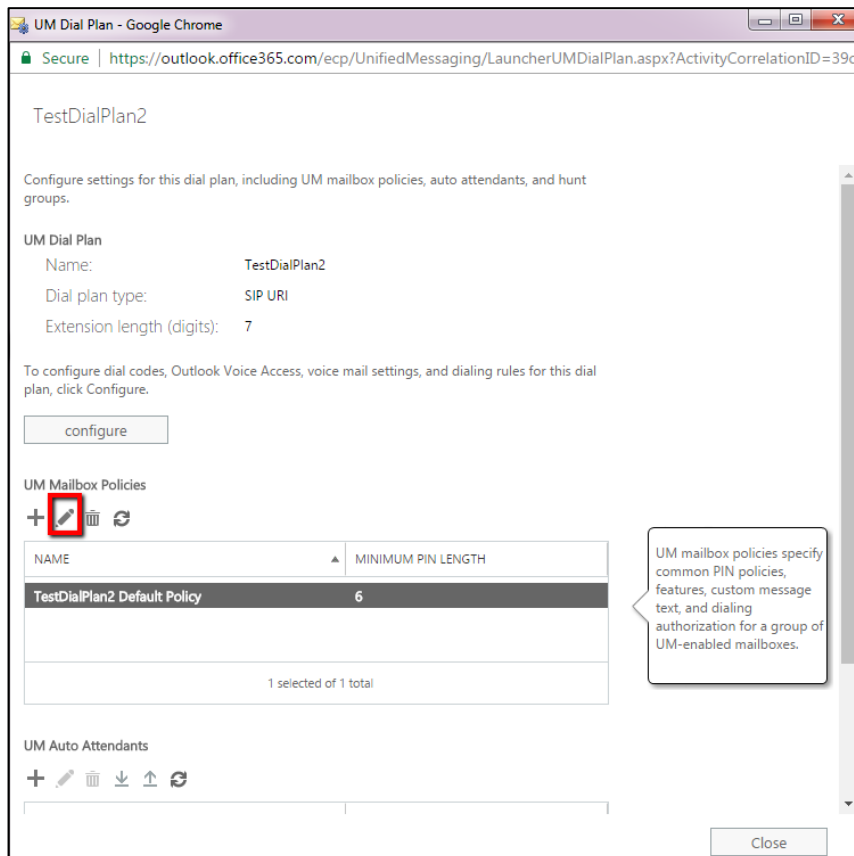 UM Dial Plan - Google Chrome
Secure | https://outlook.office365.com/ecp/UnifiedMessaging/LauncherUMDialPlan.aspx?ActivityCorrelationID=39
TestDialPlan2
Configure settings for this dial plan, including UM mailbox policies, auto attendants, and hunt
groups.
UM Dial Plan
Name: TestDialPlan2
Dial plan type: SIP URI
Extension length (digits): 7
To configure dial codes, Outlook Voice Access, voice mail settings, and dialing rules for this dial
plan, click Configure.
configure
UM Mailbox Policies
NAME MINIMUM PIN LENGTH
TestDialPlan2 Default Policy 6
1 selected of 1 total
UM mailbox policies specify
common PIN policies,
features, custom message
text, and dialing
authorization for a group of
UM-enabled mailboxes.
UM Auto Attendants
Close